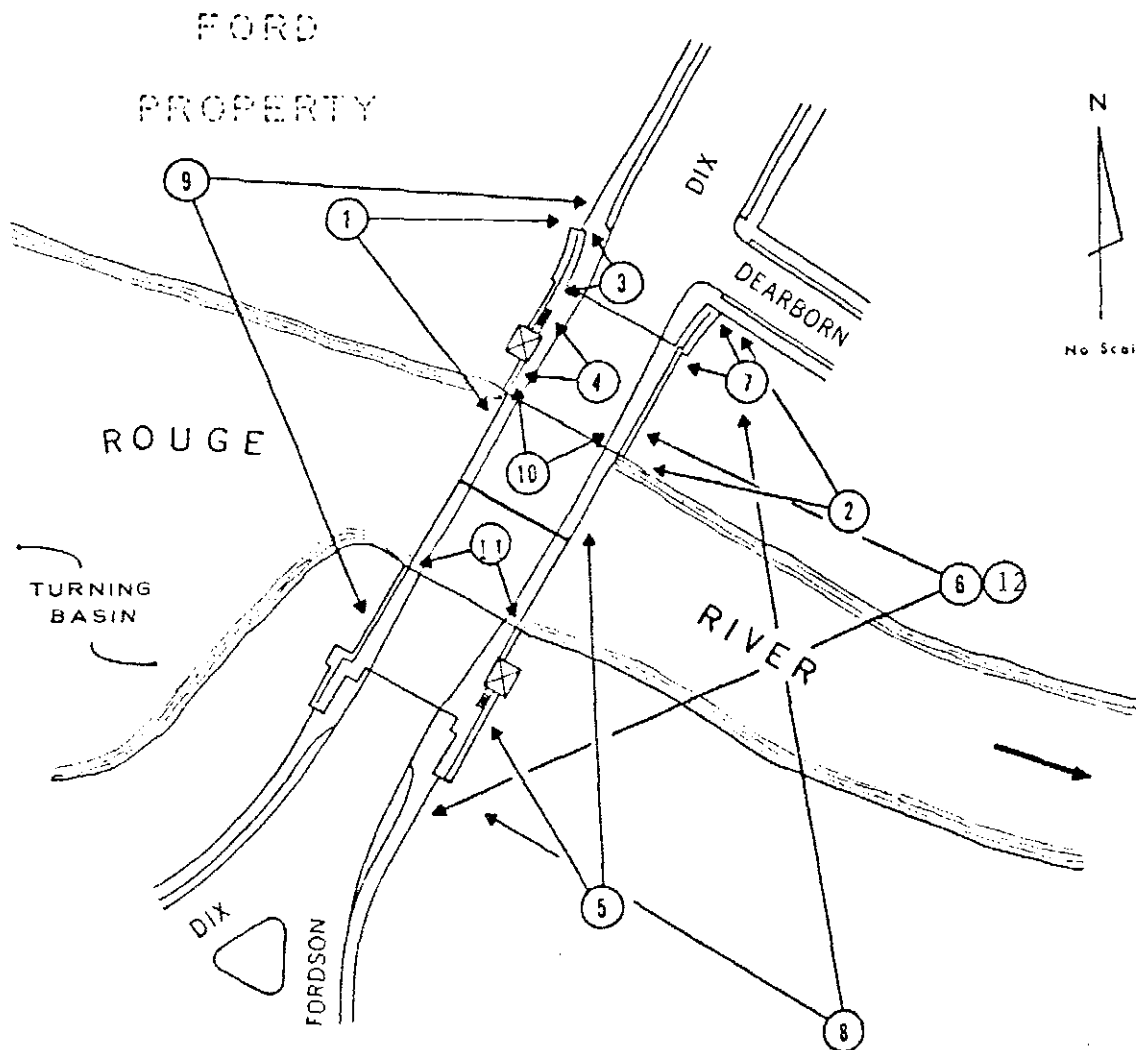 FORD
PROPERTY
N
DIX
9
1
3
DEARBORN
No Scal
4
7
ROUGE
10
2
11
6
12
TURNING
BASIN
RIVER
5
DIX
FORDSON
8